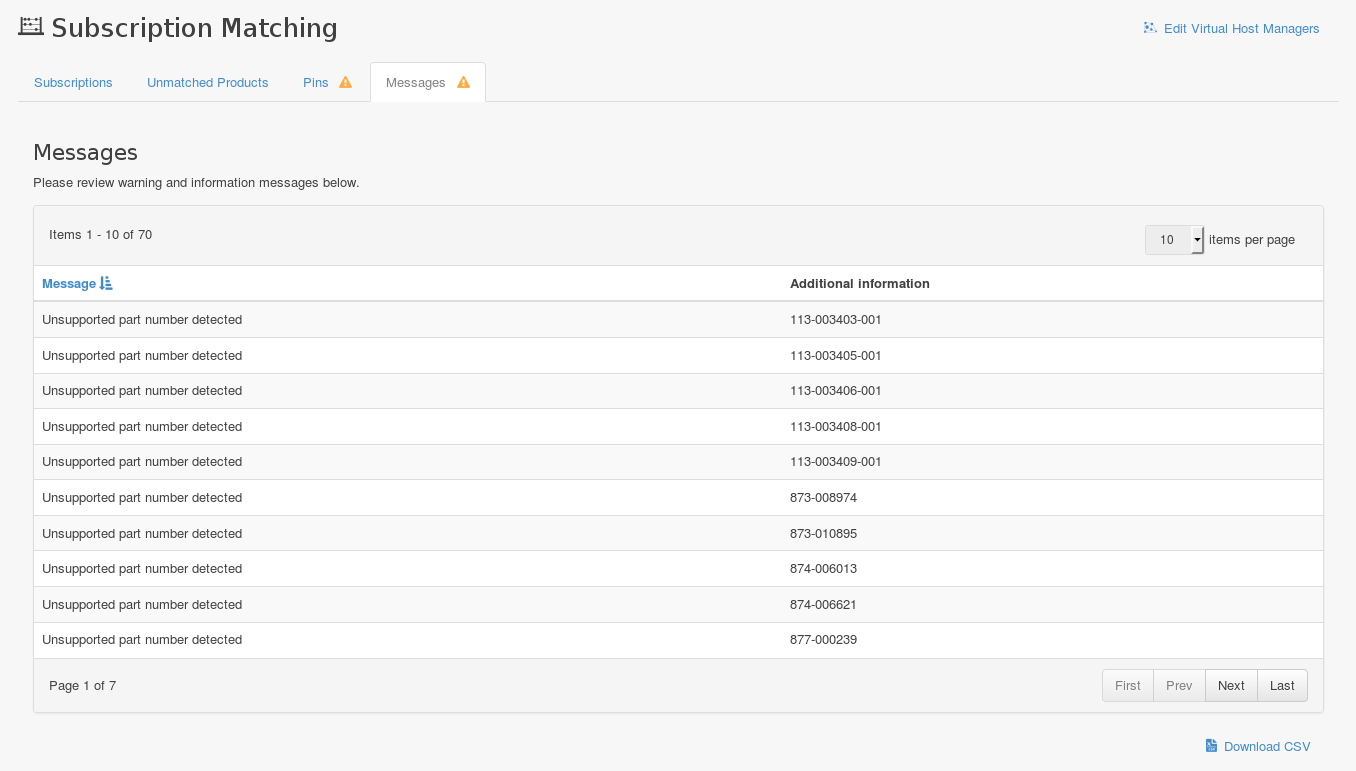 Subscription Matching
Edit Virtual Host Managers
Subscriptions Unmatched Products Pins Messages
Messages
Please review warning and information messages below.
Items 1 - 10 of 70 10 items per page
Message Additional information
Unsupported part number detected 113-003403-001
Unsupported part number detected 113-003405-001
Unsupported part number detected 113-003406-001
Unsupported part number detected 113-003408-001
Unsupported part number detected 113-003409-001
Unsupported part number detected 873-008974
Unsupported part number detected 873-010895
Unsupported part number detected 874-006013
Unsupported part number detected 874-006621
Unsupported part number detected 877-000239
Page 1 of 7 First Prev Next Last
Download CSV